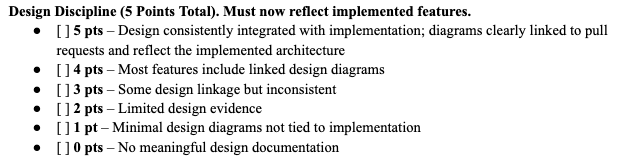 Design Discipline (5 Points Total). Must now reflect implemented features.
● [ ] 5 pts – Design consistently integrated with implementation; diagrams clearly linked to pull
requests and reflect the implemented architecture
● [ ] 4 pts – Most features include linked design diagrams
● [ ] 3 pts – Some design linkage but inconsistent
● [ ] 2 pts – Limited design evidence
● [ ] 1 pt – Minimal design diagrams not tied to implementation
● [ ] 0 pts – No meaningful design documentation